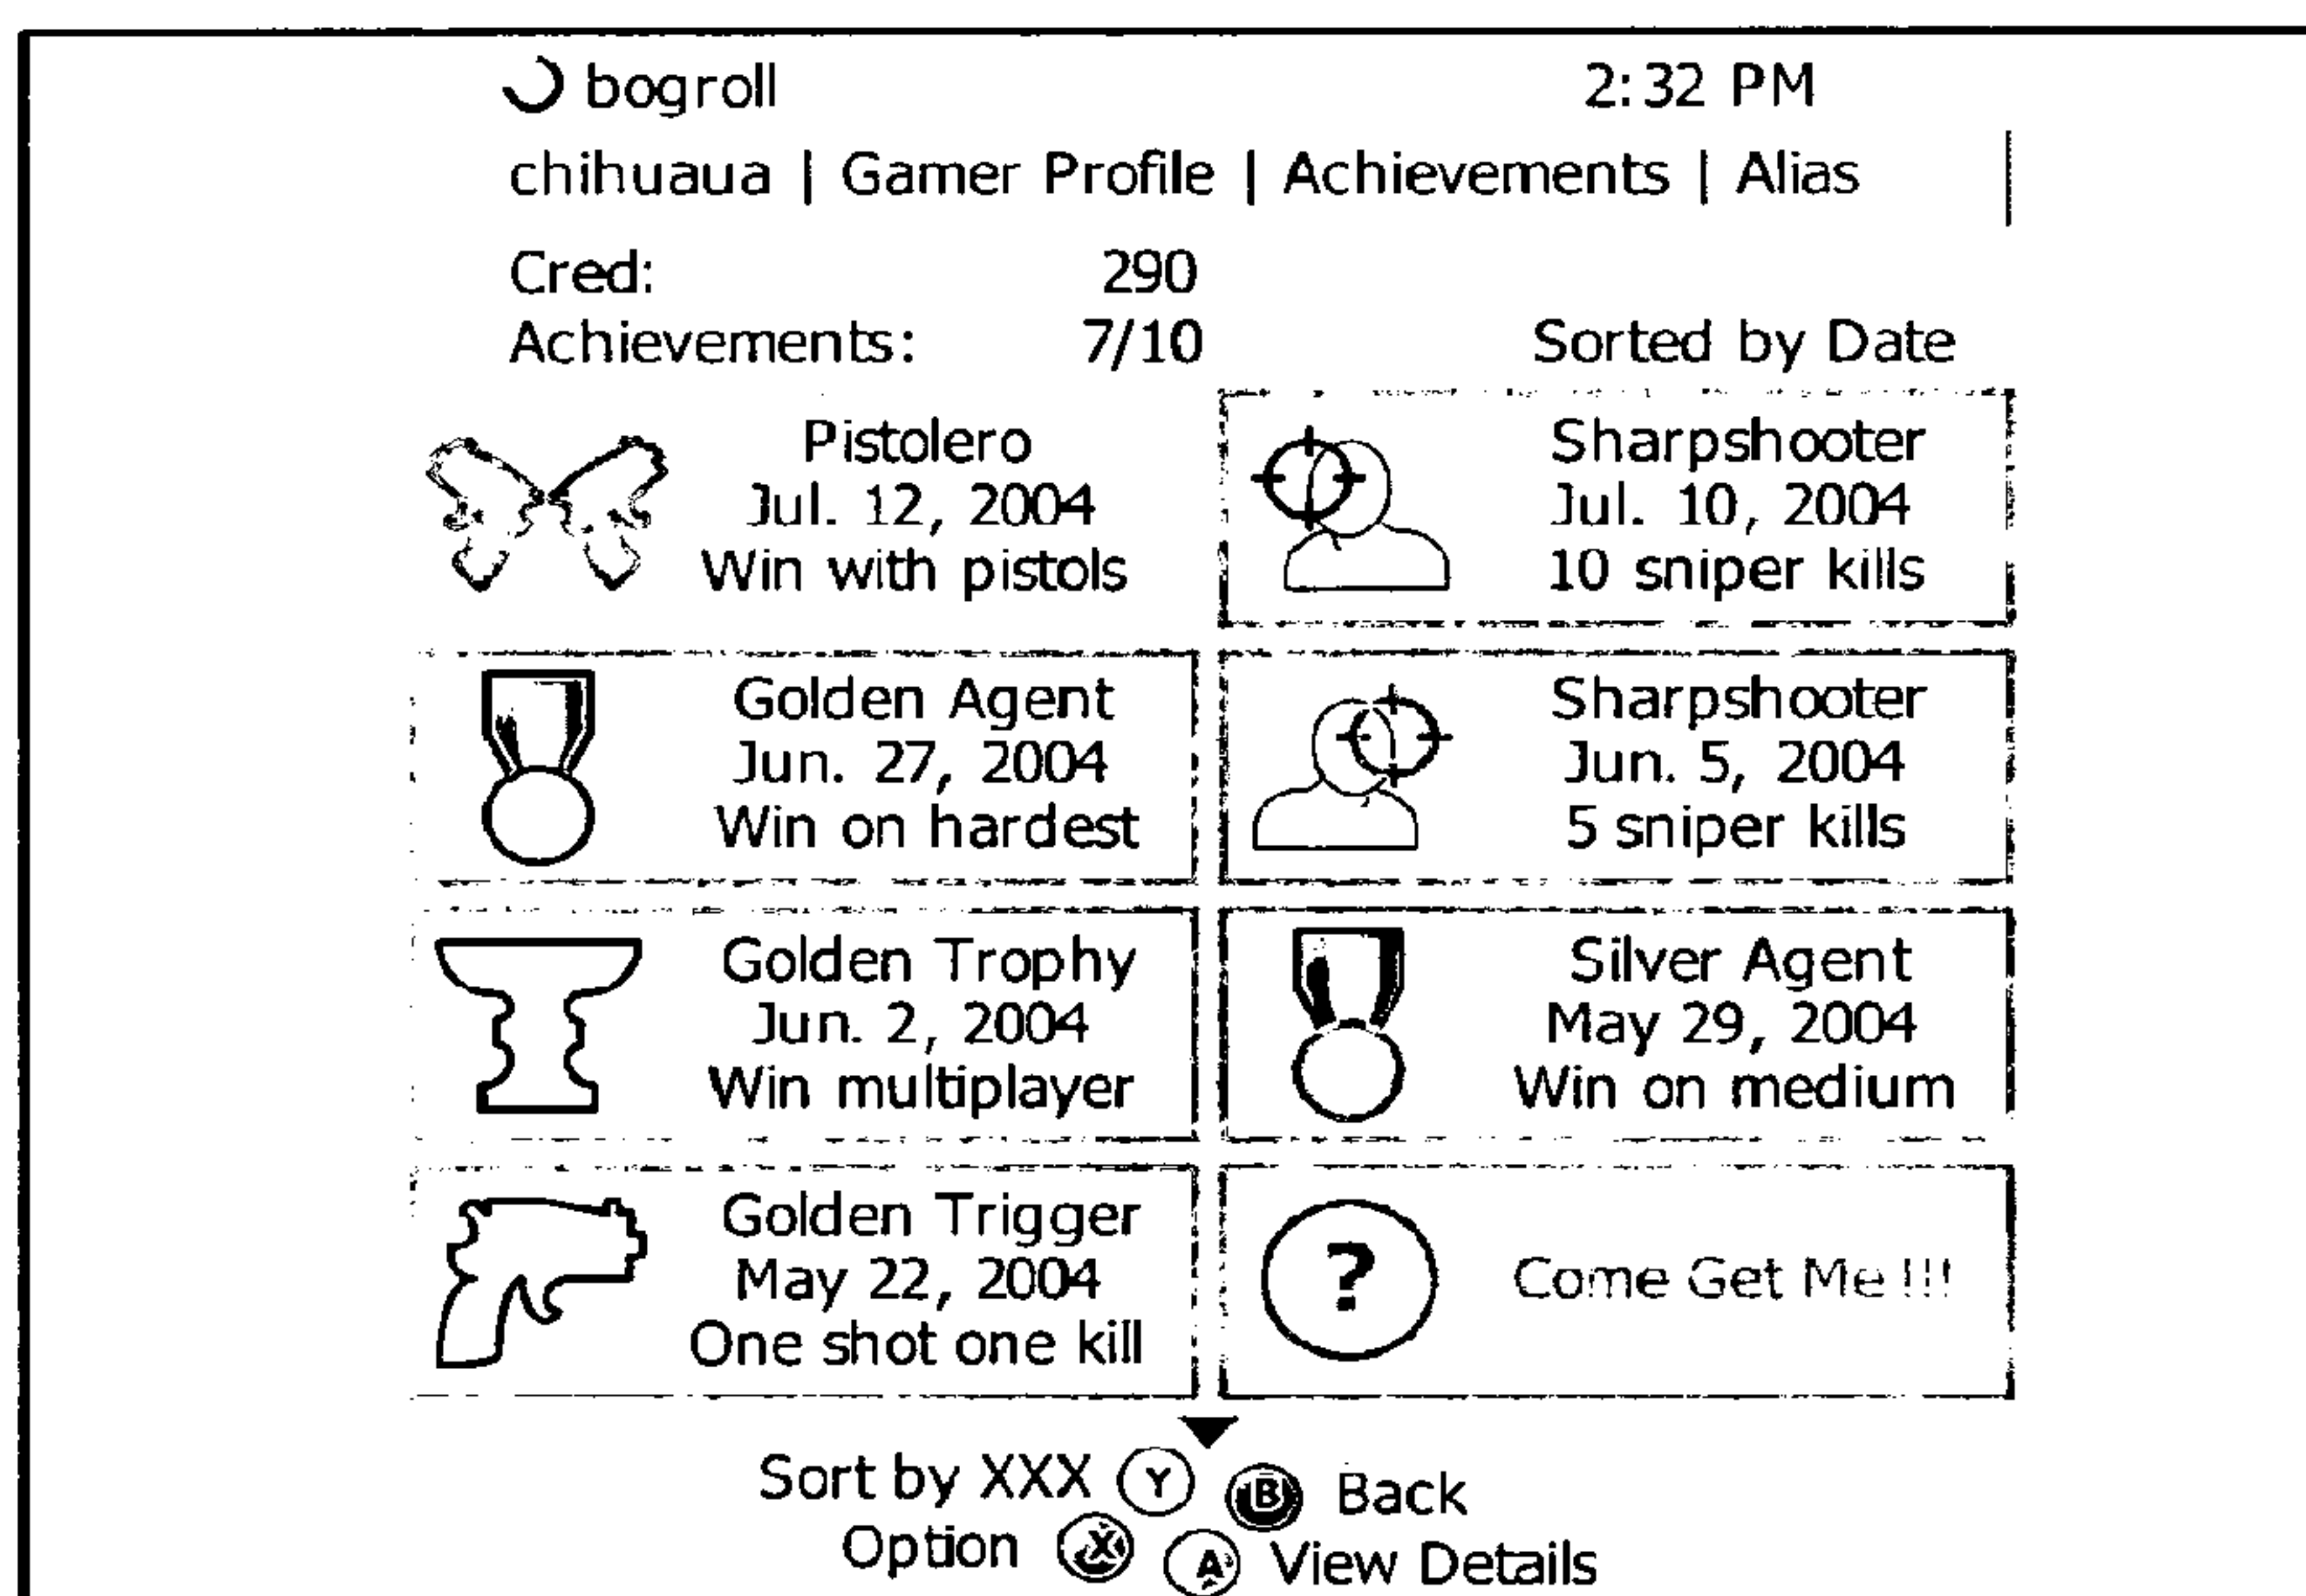 bogroll 2:32 PM
chihuaua | Gamer Profile | Achievements | Alias
Cred: 290
Achievements: 7/10 Sorted by Date
Pistolero
Jul. 12, 2004
Win with pistols
Sharpshooter
Jul. 10, 2004
10 sniper kills
Golden Agent
Jun. 27, 2004
Win on hardest
Sharpshooter
Jun. 5, 2004
5 sniper kills
Golden Trophy
Jun. 2, 2004
Win multiplayer
Silver Agent
May 29, 2004
Win on medium
Golden Trigger
May 22, 2004
One shot one kill
?
Come Get Me !!!
Sort by XXX Y B Back
Option X A View Details